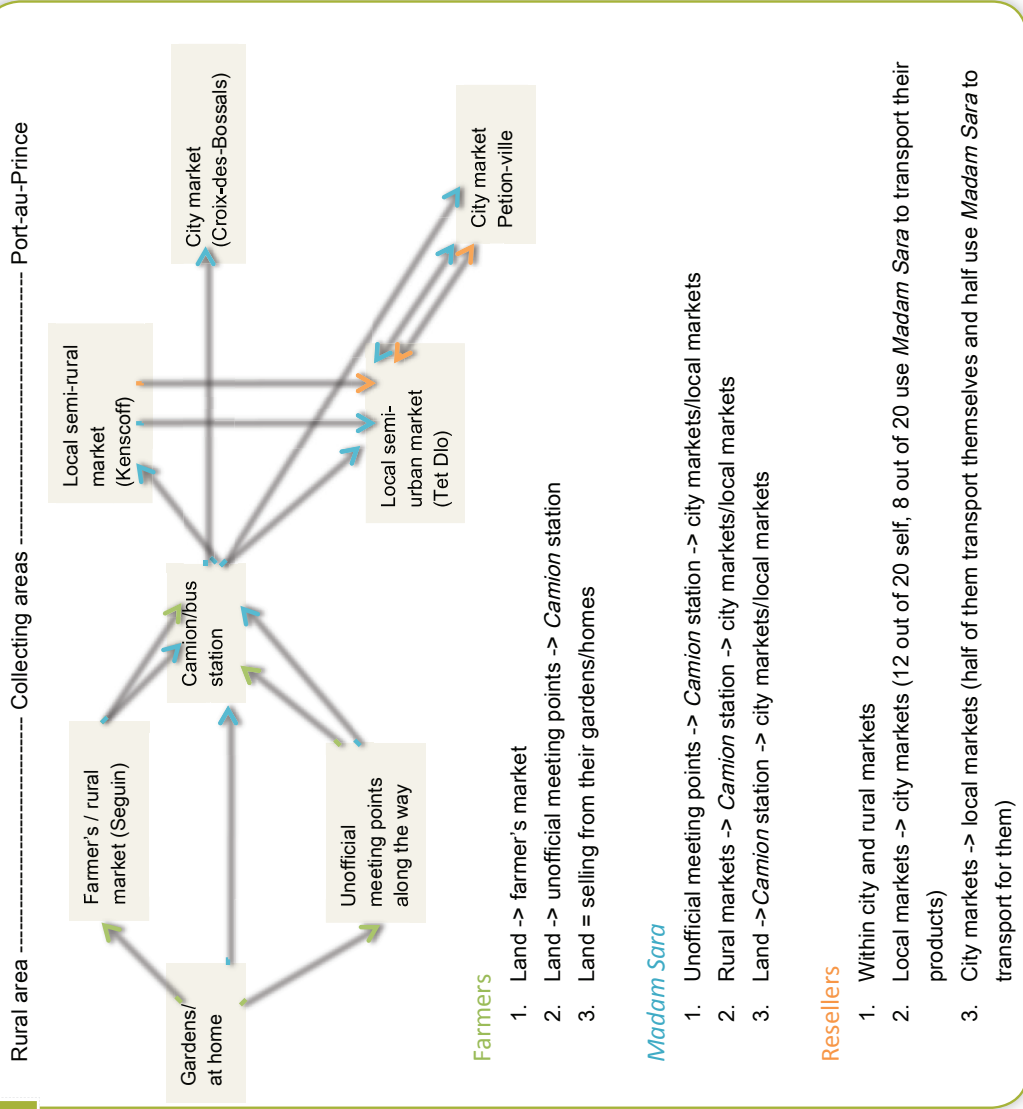 Rural area ---------------------------------------- Collecting areas ---------------------------------------- Port-au-Prince
Gardens/
at home
Farmer's / rural
market (Seguin)
Unofficial
meeting points
along the way
Camion/bus
station
Local semi-rural
market
(Kenscoff)
Local semi-
urban market
(Tet Dlo)
City market
(Croix-des-Bossals)
City market
Petion-ville
Farmers
1. Land -> farmer's market
2. Land -> unofficial meeting points -> Camion station
3. Land = selling from their gardens/homes
Madam Sara
1. Unofficial meeting points -> Camion station -> city markets/local markets
2. Rural markets -> Camion station -> city markets/local markets
3. Land ->Camion station -> city markets/local markets
Resellers
1. Within city and rural markets
2. Local markets -> city markets (12 out of 20 self, 8 out of 20 use Madam Sara to transport their
products)
3. City markets -> local markets (half of them transport themselves and half use Madam Sara to
transport for them)